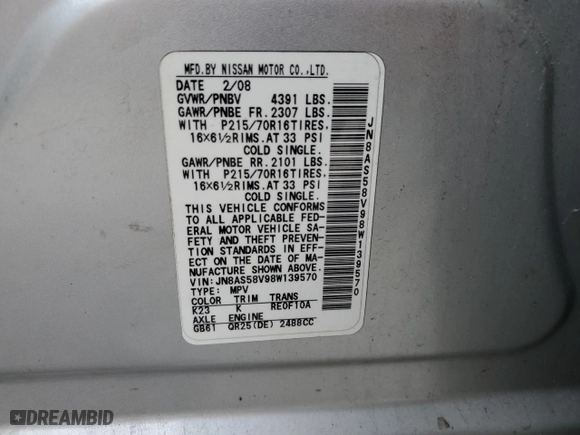 MFD.BY NISSAN MOTOR CO.,LTD.
DATE 2/08
GVWR/PNBV 4391 LBS.
GAWR/PNBE FR.2307 LBS.
WITH P215/70R16TIRES.
16×6½RIMS.AT 33 PSI
COLD SINGLE.
GAWR/PNBE RR.2101 LBS.
WITH P215/70R16TIRES.
16×6½RIMS.AT 33 PSI
COLD SINGLE.
THIS VEHICLE CONFORMS
TO ALL APPLICABLE FED-
ERAL MOTOR VEHICLE SA-
FETY AND THEFT PREVEN-
TION STANDARDS IN EFF-
ECT ON THE DATE OF MA-
NUFACTURE SHOWN ABOVE.
VIN:JN8AS58V98W139570
TYPE: MPV
COLOR TRIM TRANS
K23 K RE0F10A
AXLE ENGINE
GB61 QR25(DE) 2488CC
JN8AS58V98W139570
DREAMBID